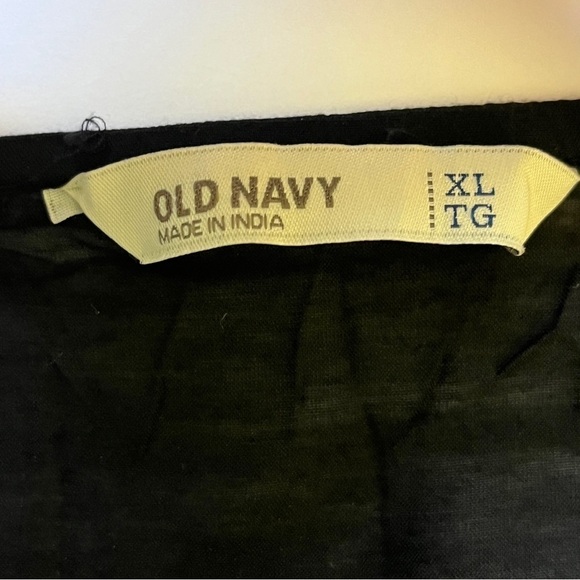 OLD NAVY
MADE IN INDIA
XL
TG